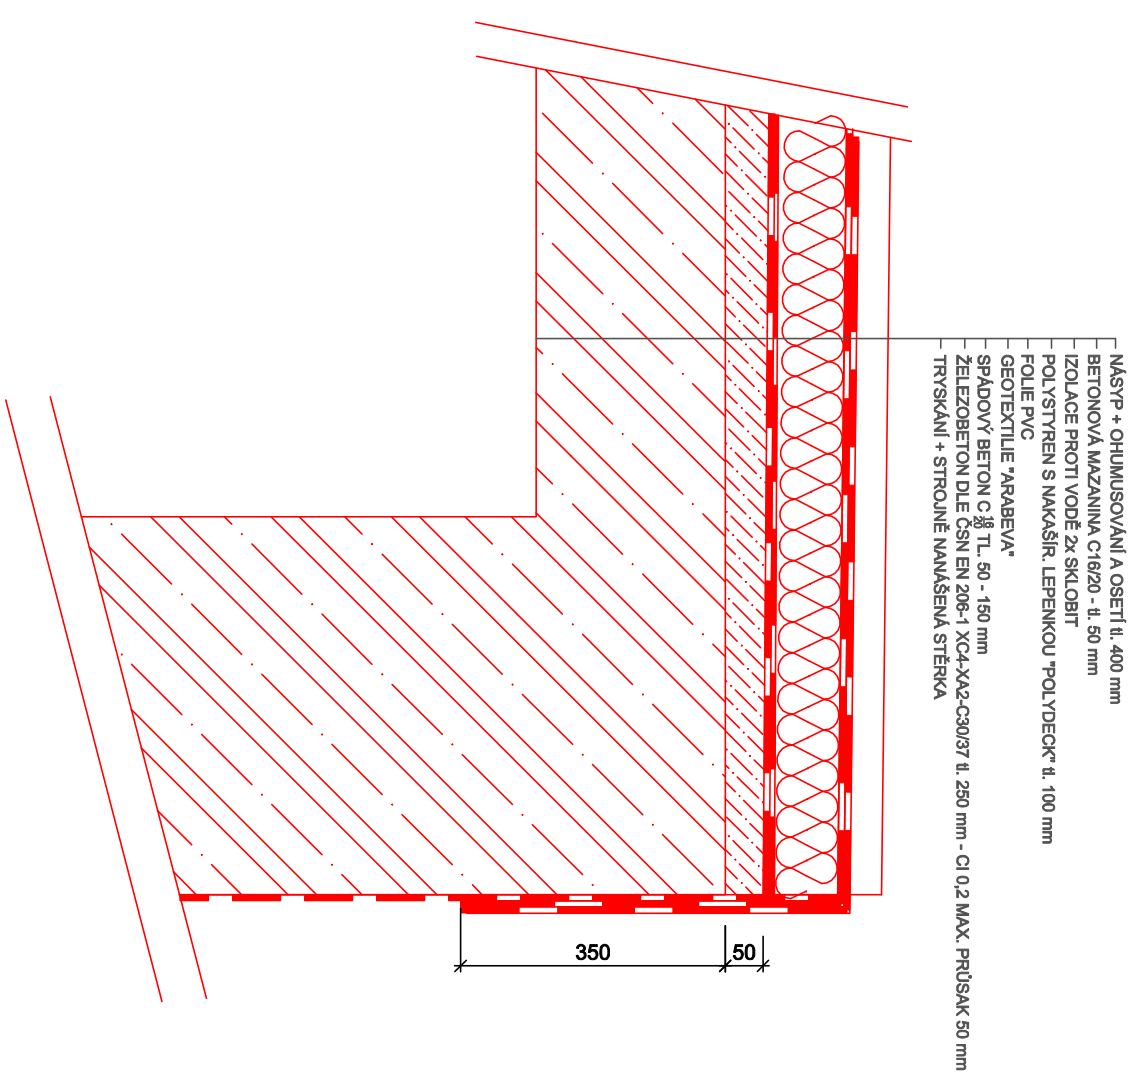 NÁSYP + OHUMUSOVÁNÍ A OSETÍ tl. 400 mm
BETONOVÁ MAZANINA C16/20 - tl. 50 mm
IZOLACE PROTI VODĚ 2x SKLOBIT
POLYSTYREN S NAKAŠÍR. LEPENKOU "POLYDECK" tl. 100 mm
FOLIE PVC
GEOTEXTILIE "ARABEVA"
SPÁDOVÝ BETON C 16/20 TL. 50 - 150 mm
ŽELEZOBETON DLE ČSN EN 206-1 XC4-XA2-C30/37 tl. 250 mm - Cl 0,2 MAX. PRŮSAK 50 mm
TRYSKÁNÍ + STROJNĚ NANÁŠENÁ STĚRKA
350
50